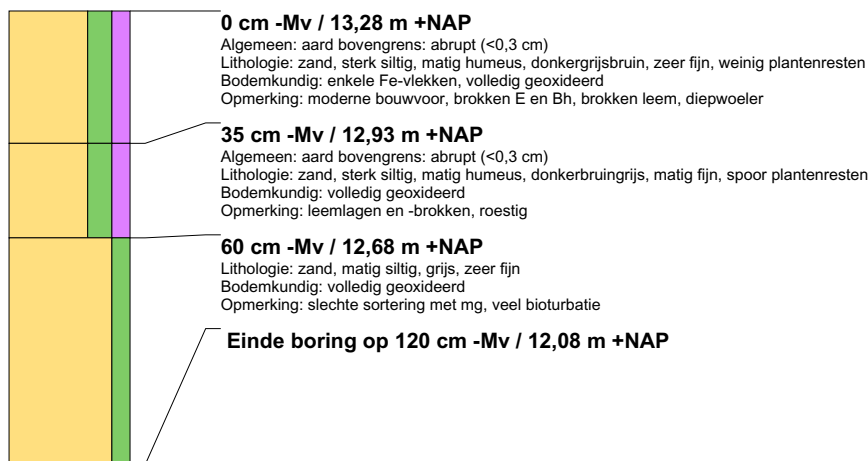 0 cm -Mv / 13,28 m +NAP
Algemeen: aard bovengrens: abrupt (<0,3 cm)
Lithologie: zand, sterk siltig, matig humeus, donkergrijsbruin, zeer fijn, weinig plantenresten
Bodemkundig: enkele Fe-vlekken, volledig geoxideerd
Opmerking: moderne bouwvoor, brokken E en Bh, brokken leem, diepwoeler
35 cm -Mv / 12,93 m +NAP
Algemeen: aard bovengrens: abrupt (<0,3 cm)
Lithologie: zand, sterk siltig, matig humeus, donkerbruingrijs, matig fijn, spoor plantenresten
Bodemkundig: volledig geoxideerd
Opmerking: leemlagen en -brokken, roestig
60 cm -Mv / 12,68 m +NAP
Lithologie: zand, matig siltig, grijs, zeer fijn
Bodemkundig: volledig geoxideerd
Opmerking: slechte sortering met mg, veel bioturbatie
Einde boring op 120 cm -Mv / 12,08 m +NAP